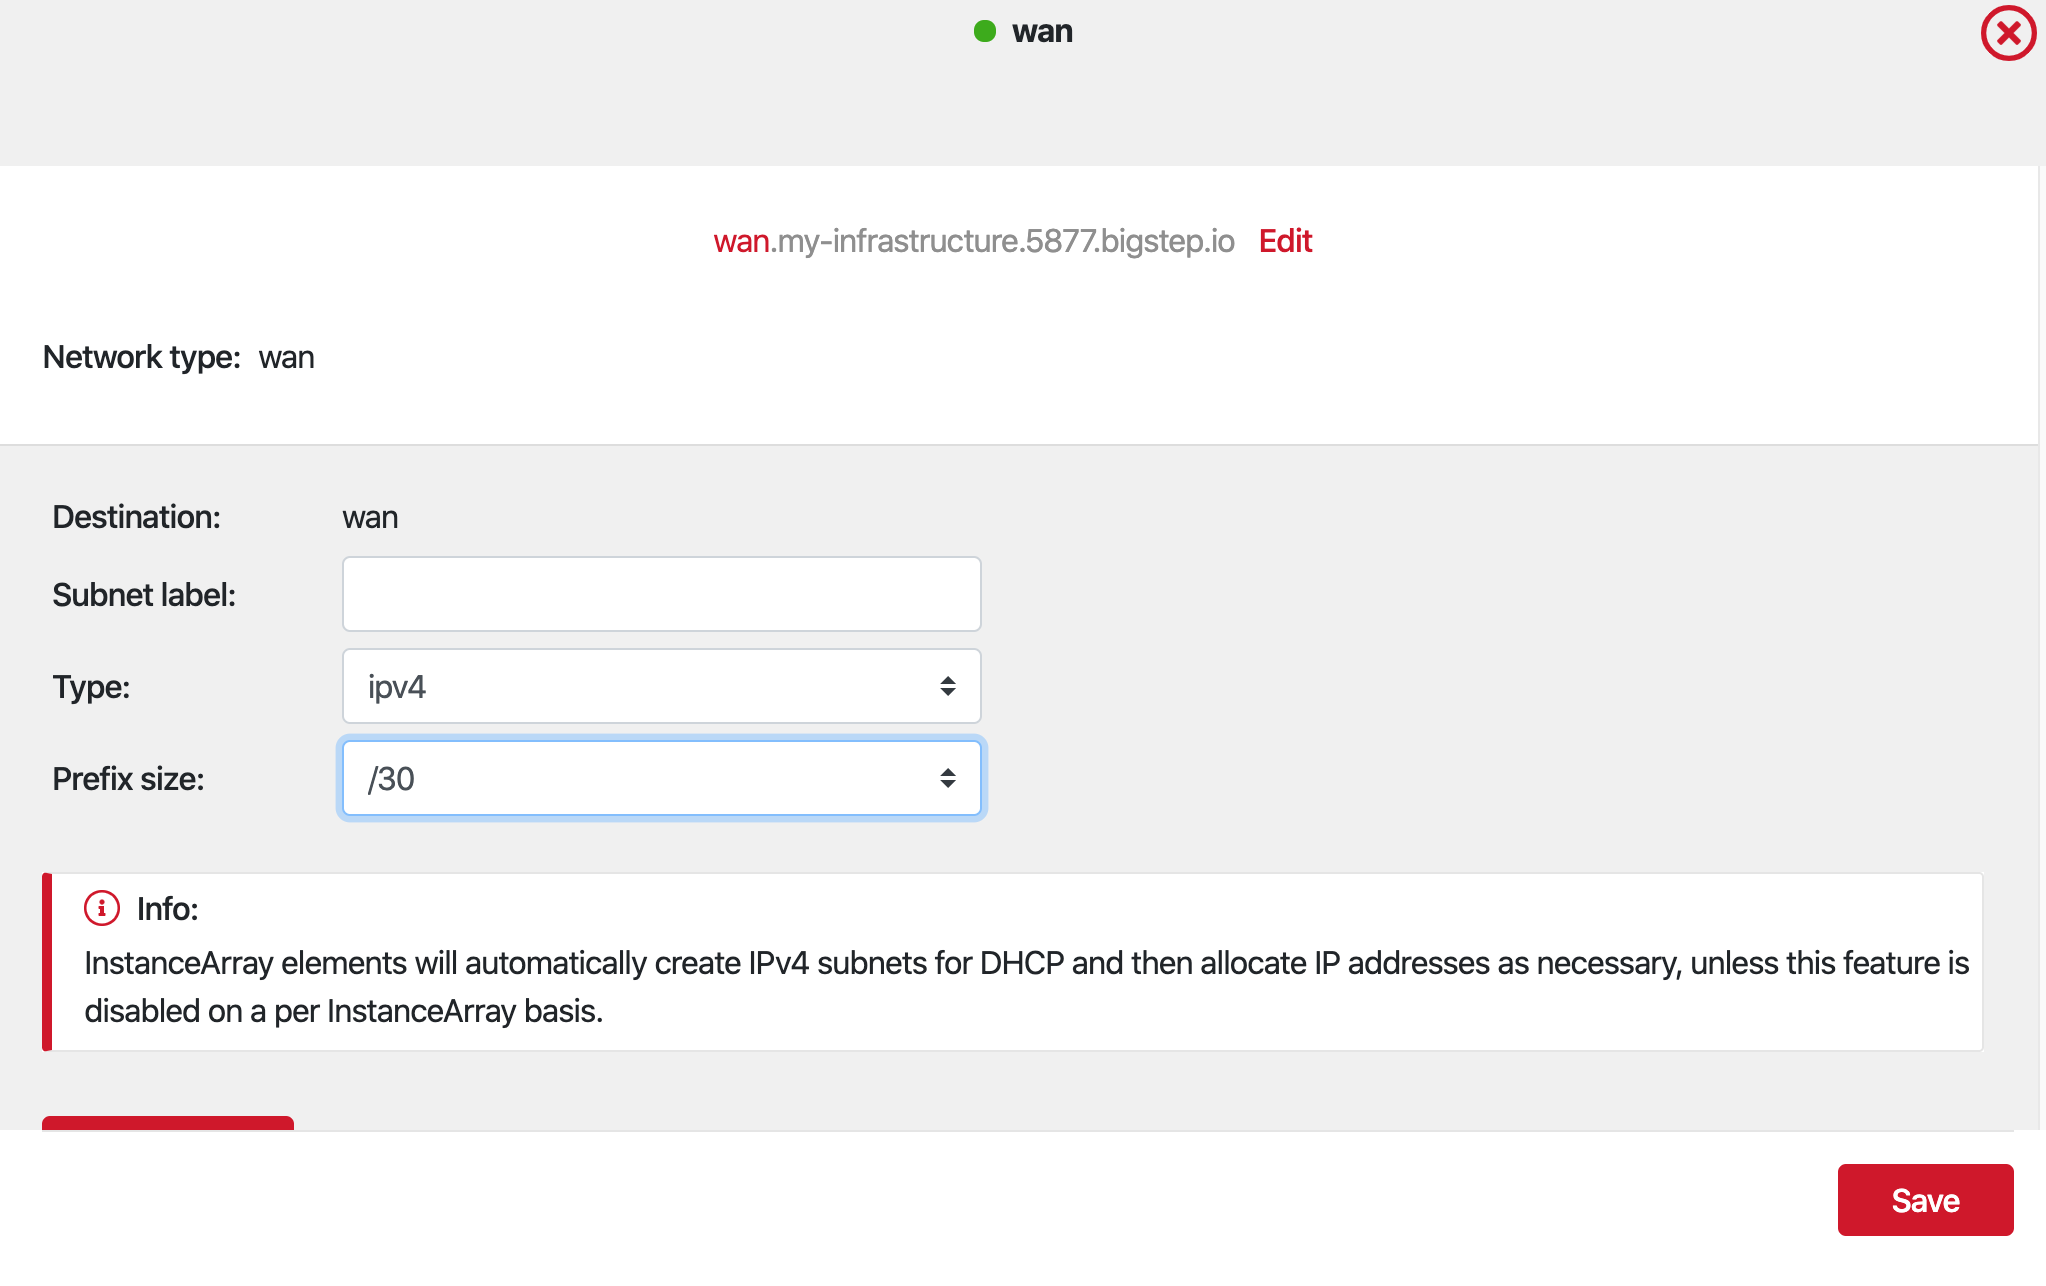 wan
wan.my-infrastructure.5877.bigstep.io Edit
Network type: wan
Destination: wan
Subnet label:
Type: ipv4
Prefix size: /30
Info:
InstanceArray elements will automatically create IPv4 subnets for DHCP and then allocate IP addresses as necessary, unless this feature is
disabled on a per InstanceArray basis.
Save